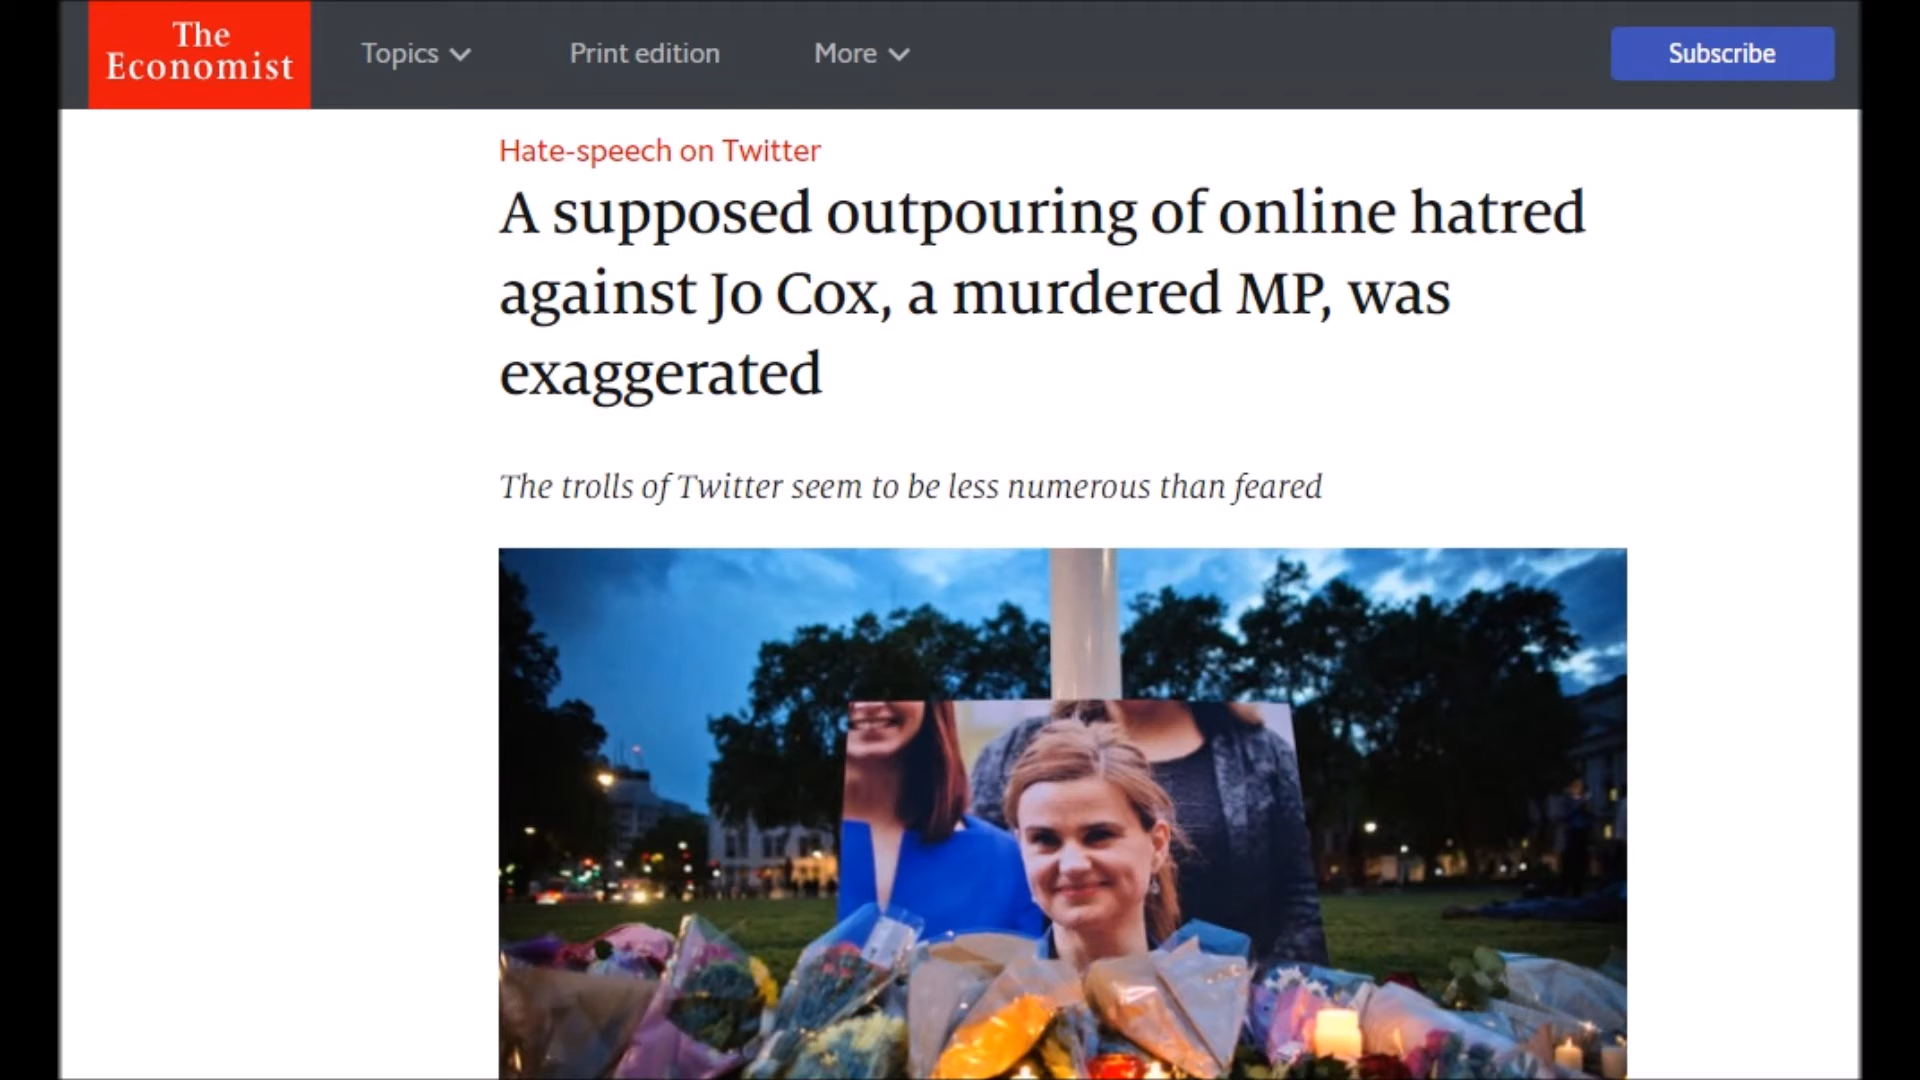 The
Economist
Topics
Print edition
More
Subscribe
Hate-speech on Twitter
A supposed outpouring of online hatred
against Jo Cox, a murdered MP, was
exaggerated
The trolls of Twitter seem to be less numerous than feared